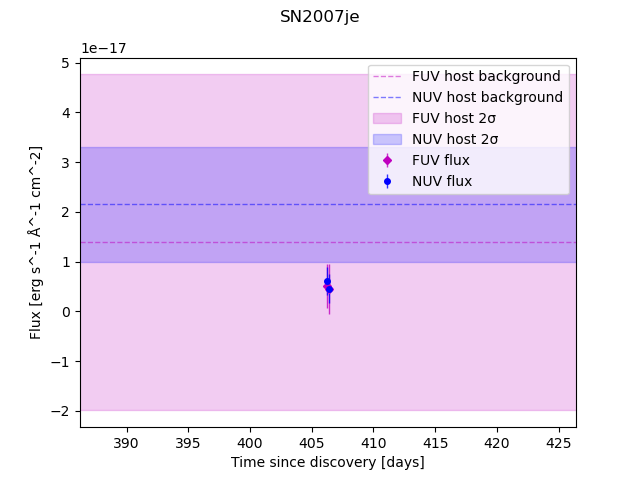 SN2007je
1e−17
Flux [erg s^-1 Å^-1 cm^-2]
5
4
3
2
1
0
−1
−2
FUV host background
NUV host background
FUV host 2σ
NUV host 2σ
FUV flux
NUV flux
390 395 400 405 410 415 420 425
Time since discovery [days]